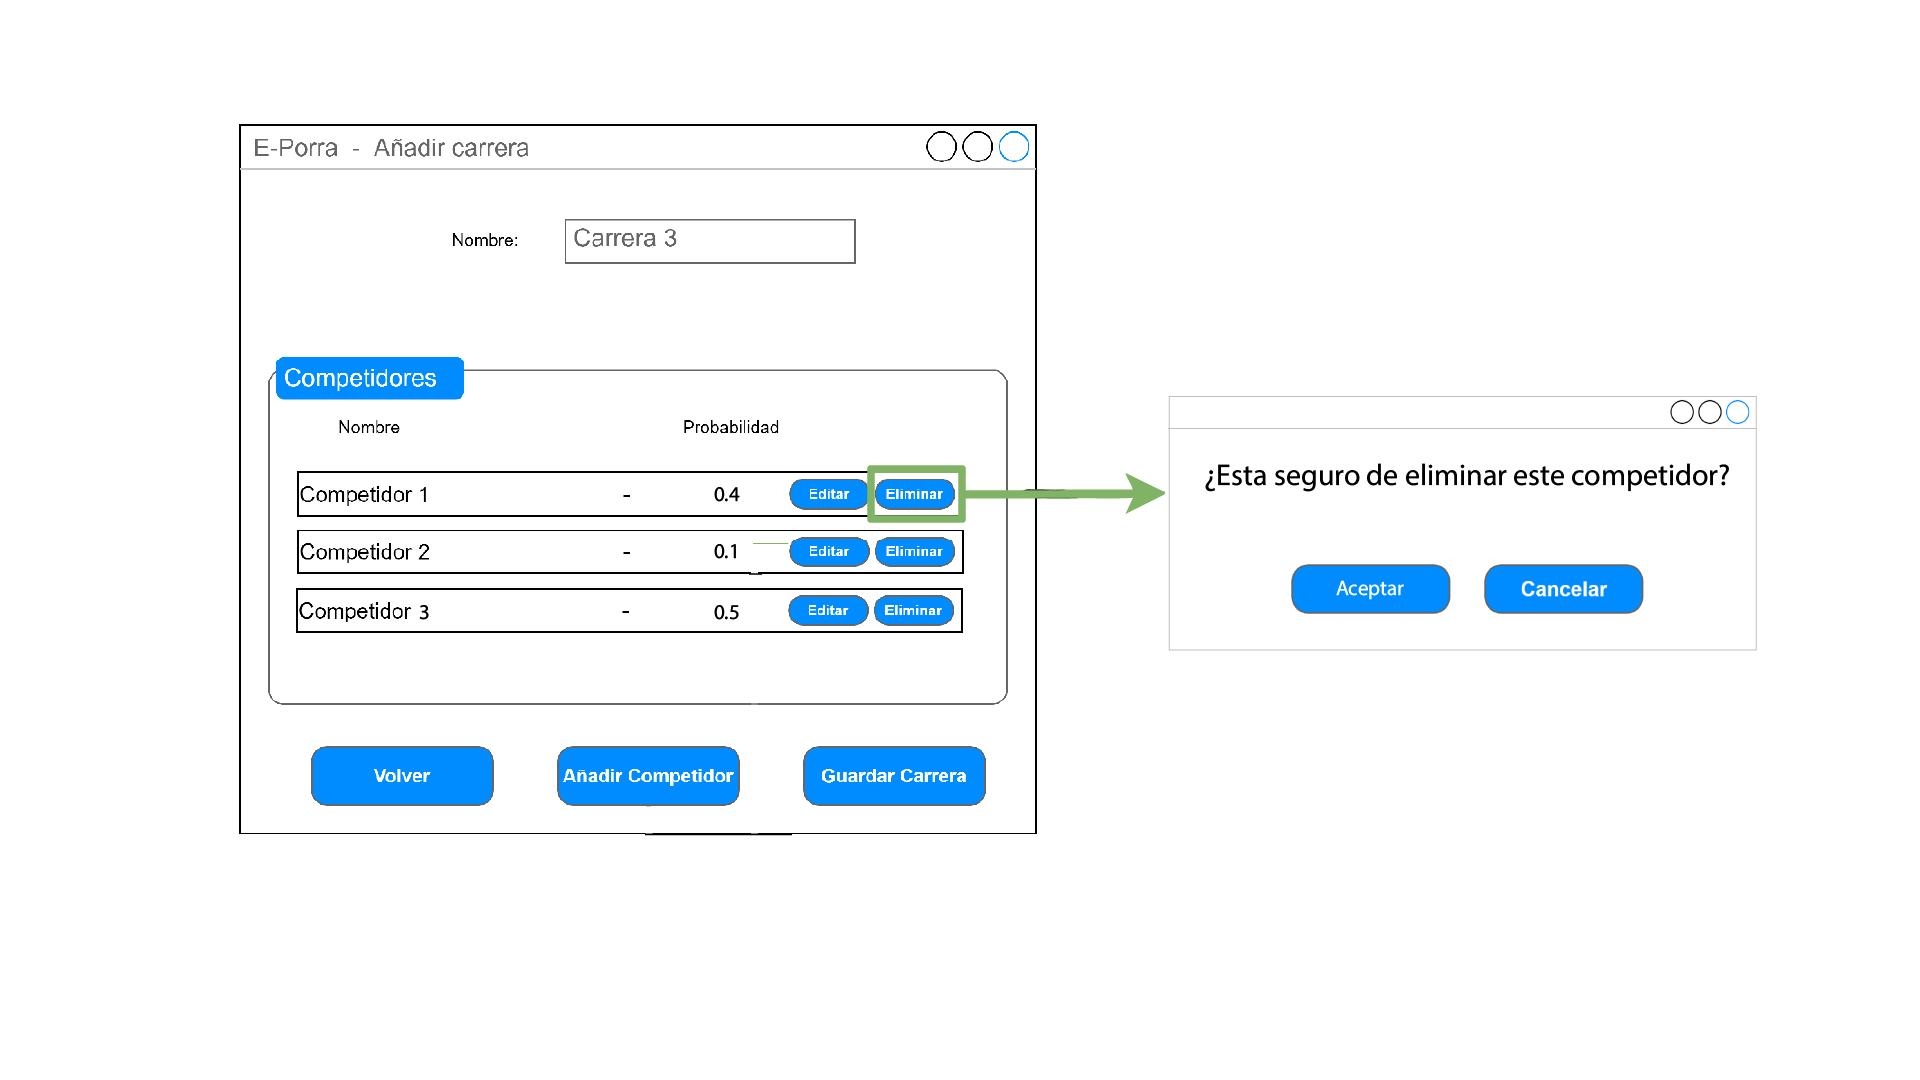 E-Porra - Añadir carrera
Nombre: Carrera 3
Competidores
Nombre Probabilidad
Competidor 1 - 0.4 Editar Eliminar
Competidor 2 - 0.1 Editar Eliminar
Competidor 3 - 0.5 Editar Eliminar
Volver Añadir Competidor Guardar Carrera
¿Esta seguro de eliminar este competidor?
Aceptar Cancelar